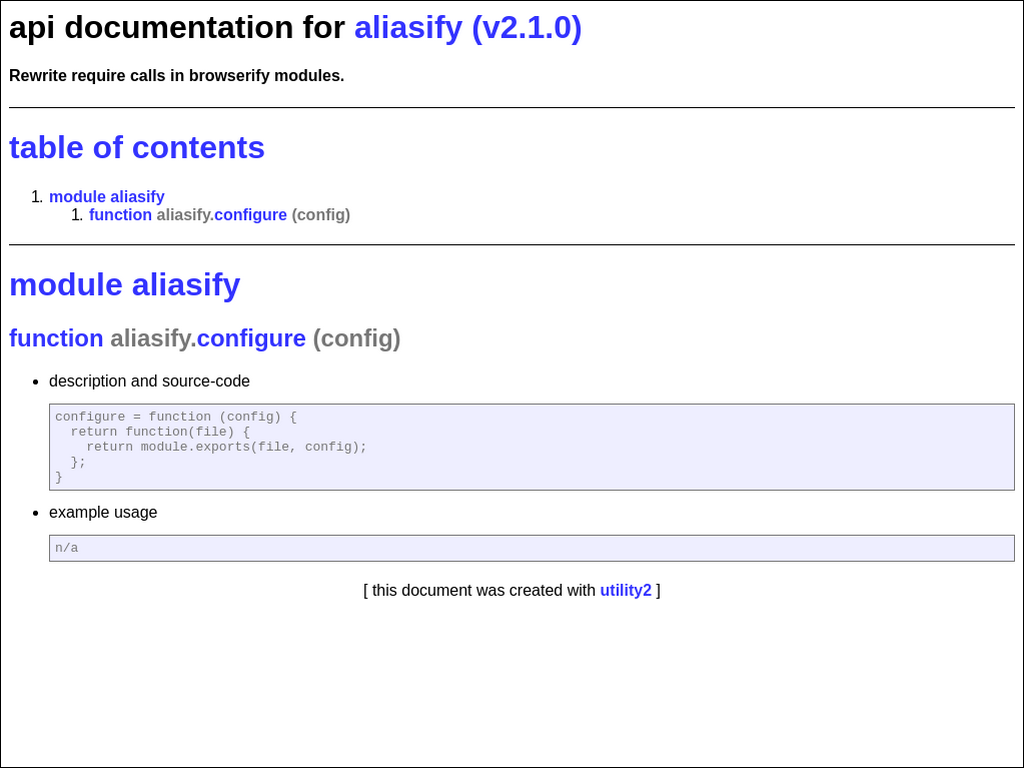 api documentation for aliasify (v2.1.0)
Rewrite require calls in browserify modules.
table of contents
1. module aliasify
1. function aliasify.configure (config)
module aliasify
function aliasify.configure (config)
• description and source-code
configure = function (config) {
  return function(file) {
    return module.exports(file, config);
  };
}
• example usage
n/a
[ this document was created with utility2 ]